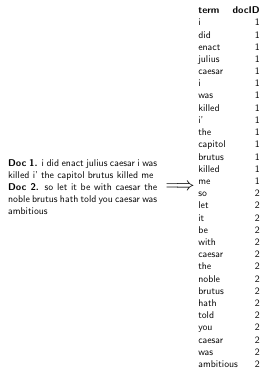 Doc 1. i did enact julius caesar i was
killed i' the capitol brutus killed me
Doc 2. so let it be with caesar the
noble brutus hath told you caesar was
ambitious
⟹
term docID
i 1
did 1
enact 1
julius 1
caesar 1
i 1
was 1
killed 1
i' 1
the 1
capitol 1
brutus 1
killed 1
me 1
so 2
let 2
it 2
be 2
with 2
caesar 2
the 2
noble 2
brutus 2
hath 2
told 2
you 2
caesar 2
was 2
ambitious 2